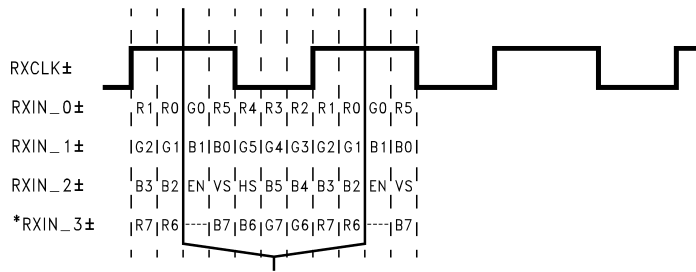 RXCLK±
RXIN_0± R1 R0 G0 R5 R4 R3 R2 R1 R0 G0 R5
RXIN_1± G2 G1 B1 B0 G5 G4 G3 G2 G1 B1 B0
RXIN_2± B3 B2 EN VS HS B5 B4 B3 B2 EN VS
*RXIN_3± R7 R6 ---- B7 B6 G7 G6 R7 R6 ---- B7